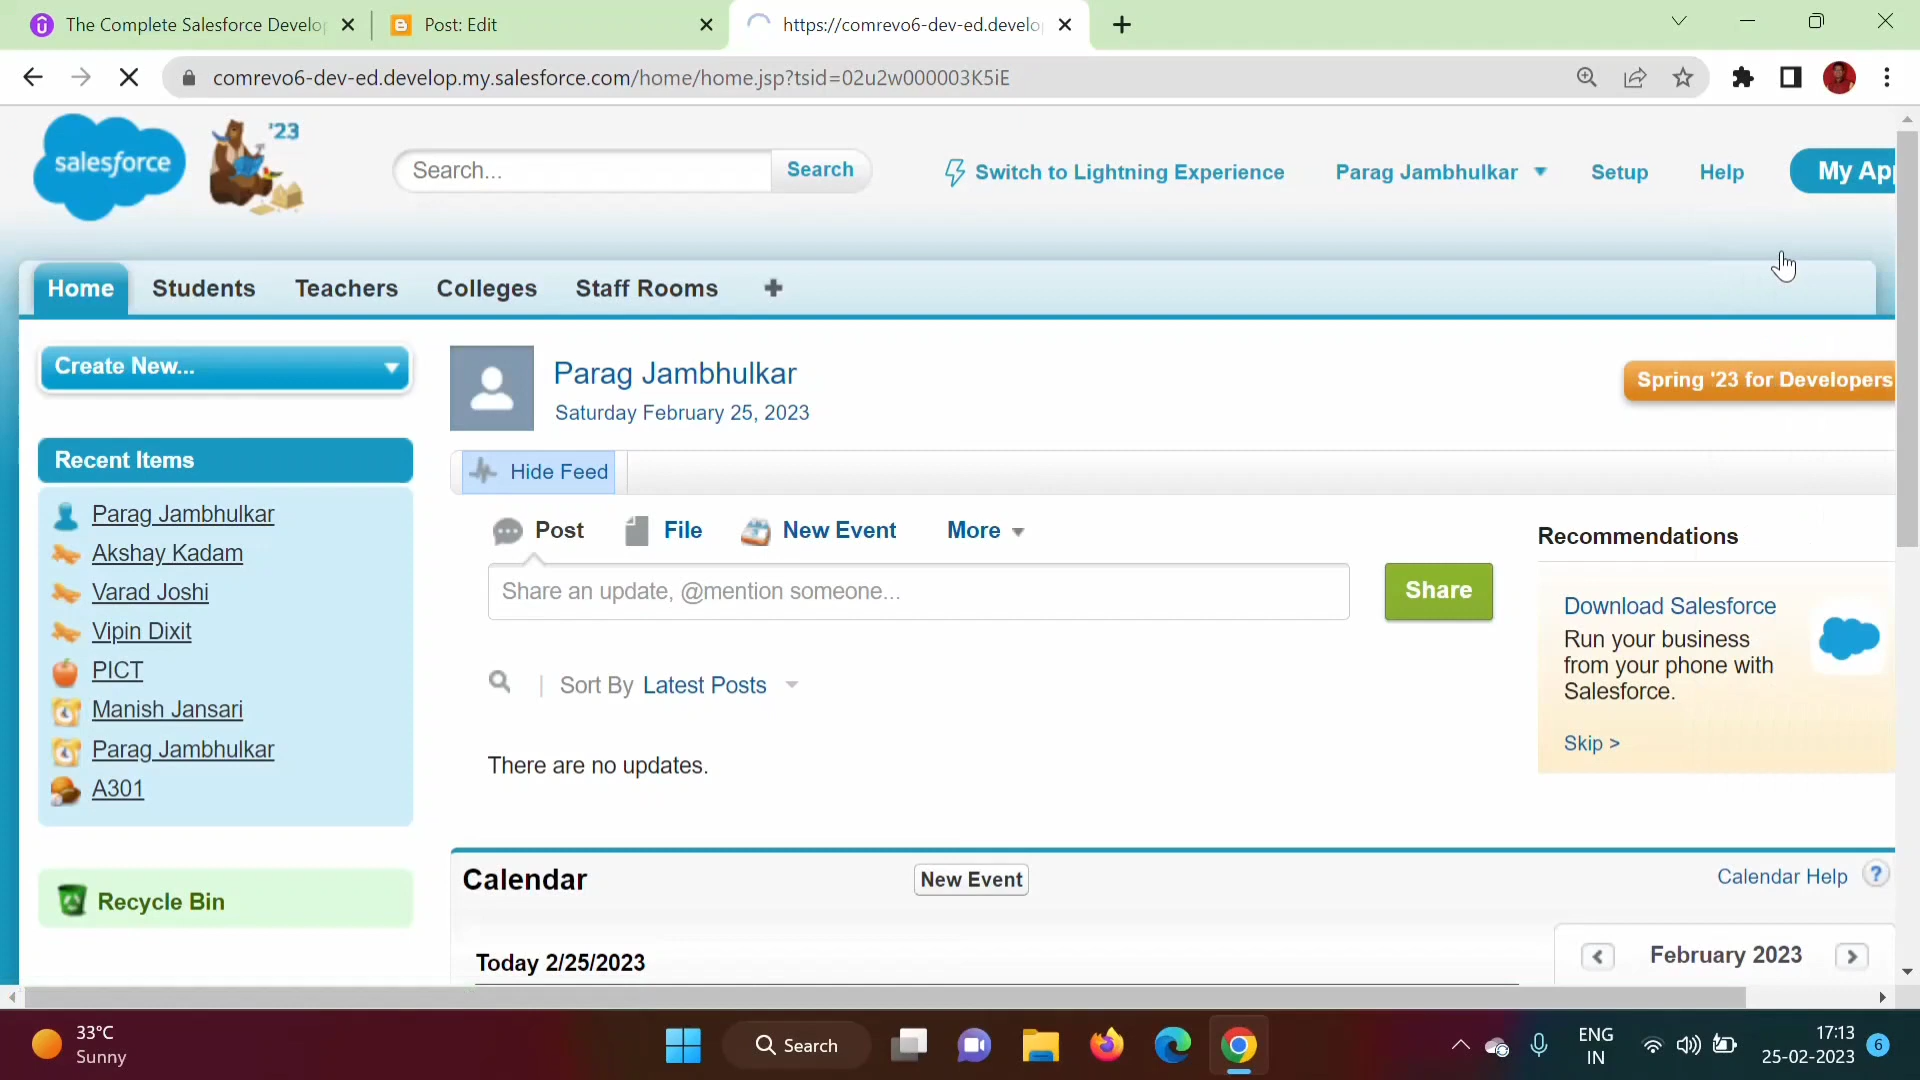 The Complete Salesforce Develo
Post: Edit
https://comrevo6-dev-ed.develo
comrevo6-dev-ed.develop.my.salesforce.com/home/home.jsp?tsid=02u2w000003K5iE
salesforce
'23
Search...
Search
Switch to Lightning Experience
Parag Jambhulkar
Setup
Help
My Ap
Home
Students
Teachers
Colleges
Staff Rooms
Create New...
Parag Jambhulkar
Saturday February 25, 2023
Spring '23 for Developers
Recent Items
Parag Jambhulkar
Akshay Kadam
Varad Joshi
Vipin Dixit
PICT
Manish Jansari
Parag Jambhulkar
A301
Recycle Bin
Hide Feed
Post
File
New Event
More
Share an update, @mention someone...
Share
Sort By Latest Posts
There are no updates.
Recommendations
Download Salesforce
Run your business
from your phone with
Salesforce.
Skip >
Calendar
New Event
Calendar Help
?
Today 2/25/2023
February 2023
33°C
Sunny
Search
ENG
IN
17:13
25-02-2023
6